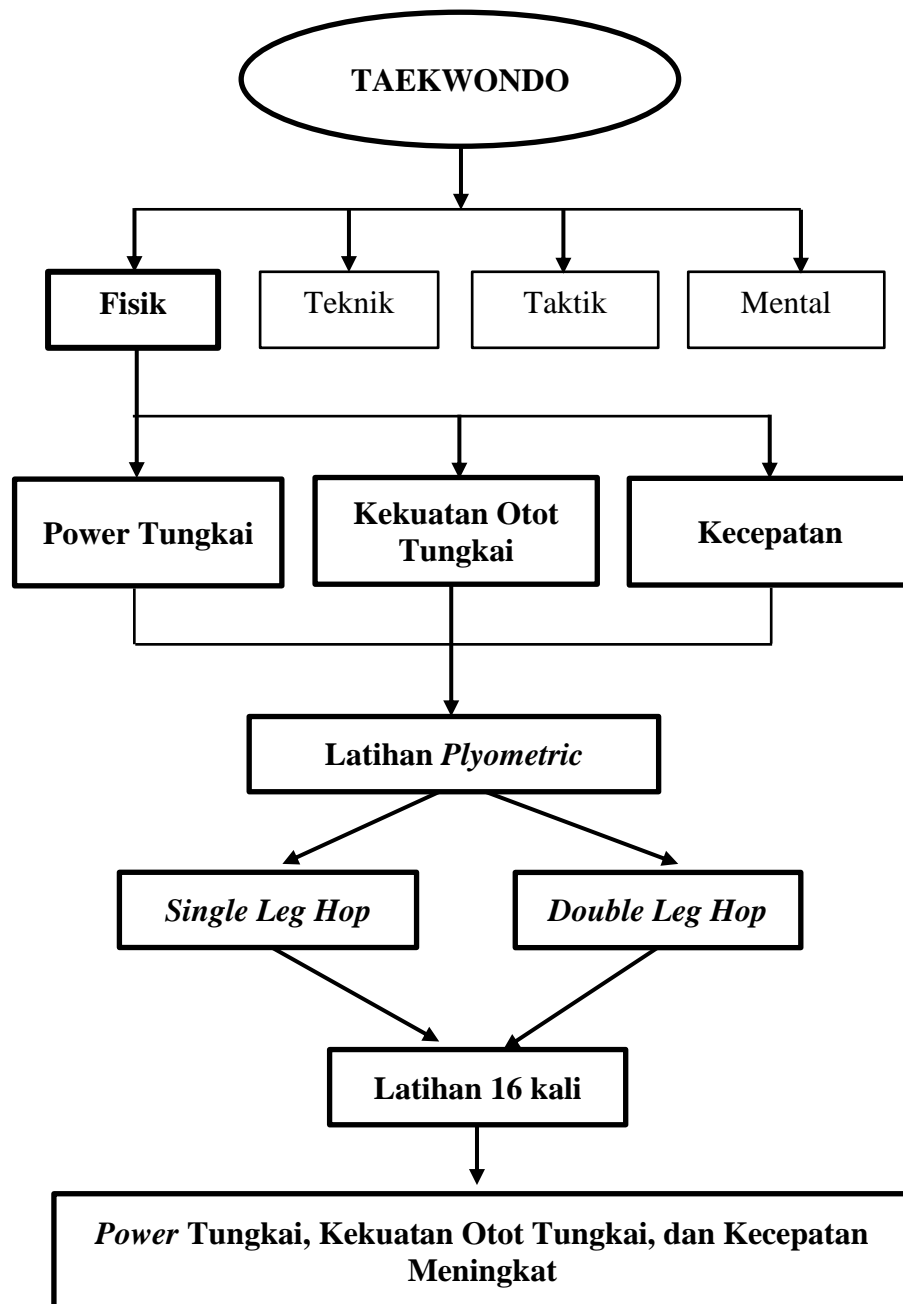 TAEKWONDO
Fisik
Teknik
Taktik
Mental
Power Tungkai
Kekuatan Otot
Tungkai
Kecepatan
Latihan Plyometric
Single Leg Hop
Double Leg Hop
Latihan 16 kali
Power Tungkai, Kekuatan Otot Tungkai, dan Kecepatan
Meningkat